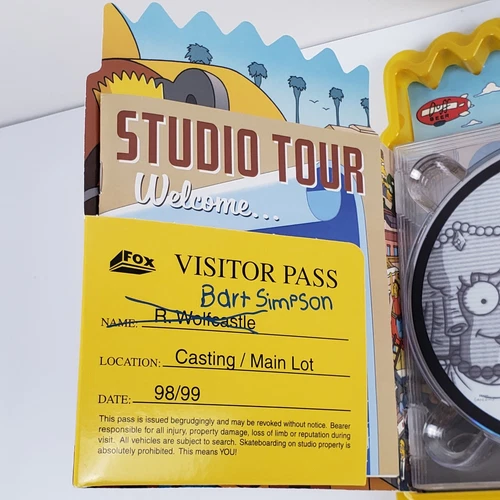 STUDIO TOUR
Welcome...
FOX
VISITOR PASS
Bart Simpson
NAME: R. Wolfcastle
LOCATION: Casting / Main Lot
DATE: 98/99
This pass is issued begrudgingly and may be revoked without notice. Bearer
responsible for all injury, property damage, loss of limb or reputation during
visit. All vehicles are subject to search. Skateboarding on studio property is
absolutely prohibited. This means YOU!